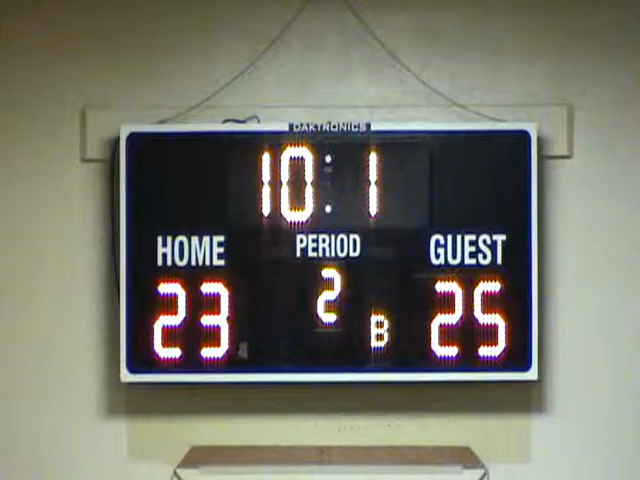 DAKTRONICS
10:1
HOME PERIOD GUEST
23 2 25
B